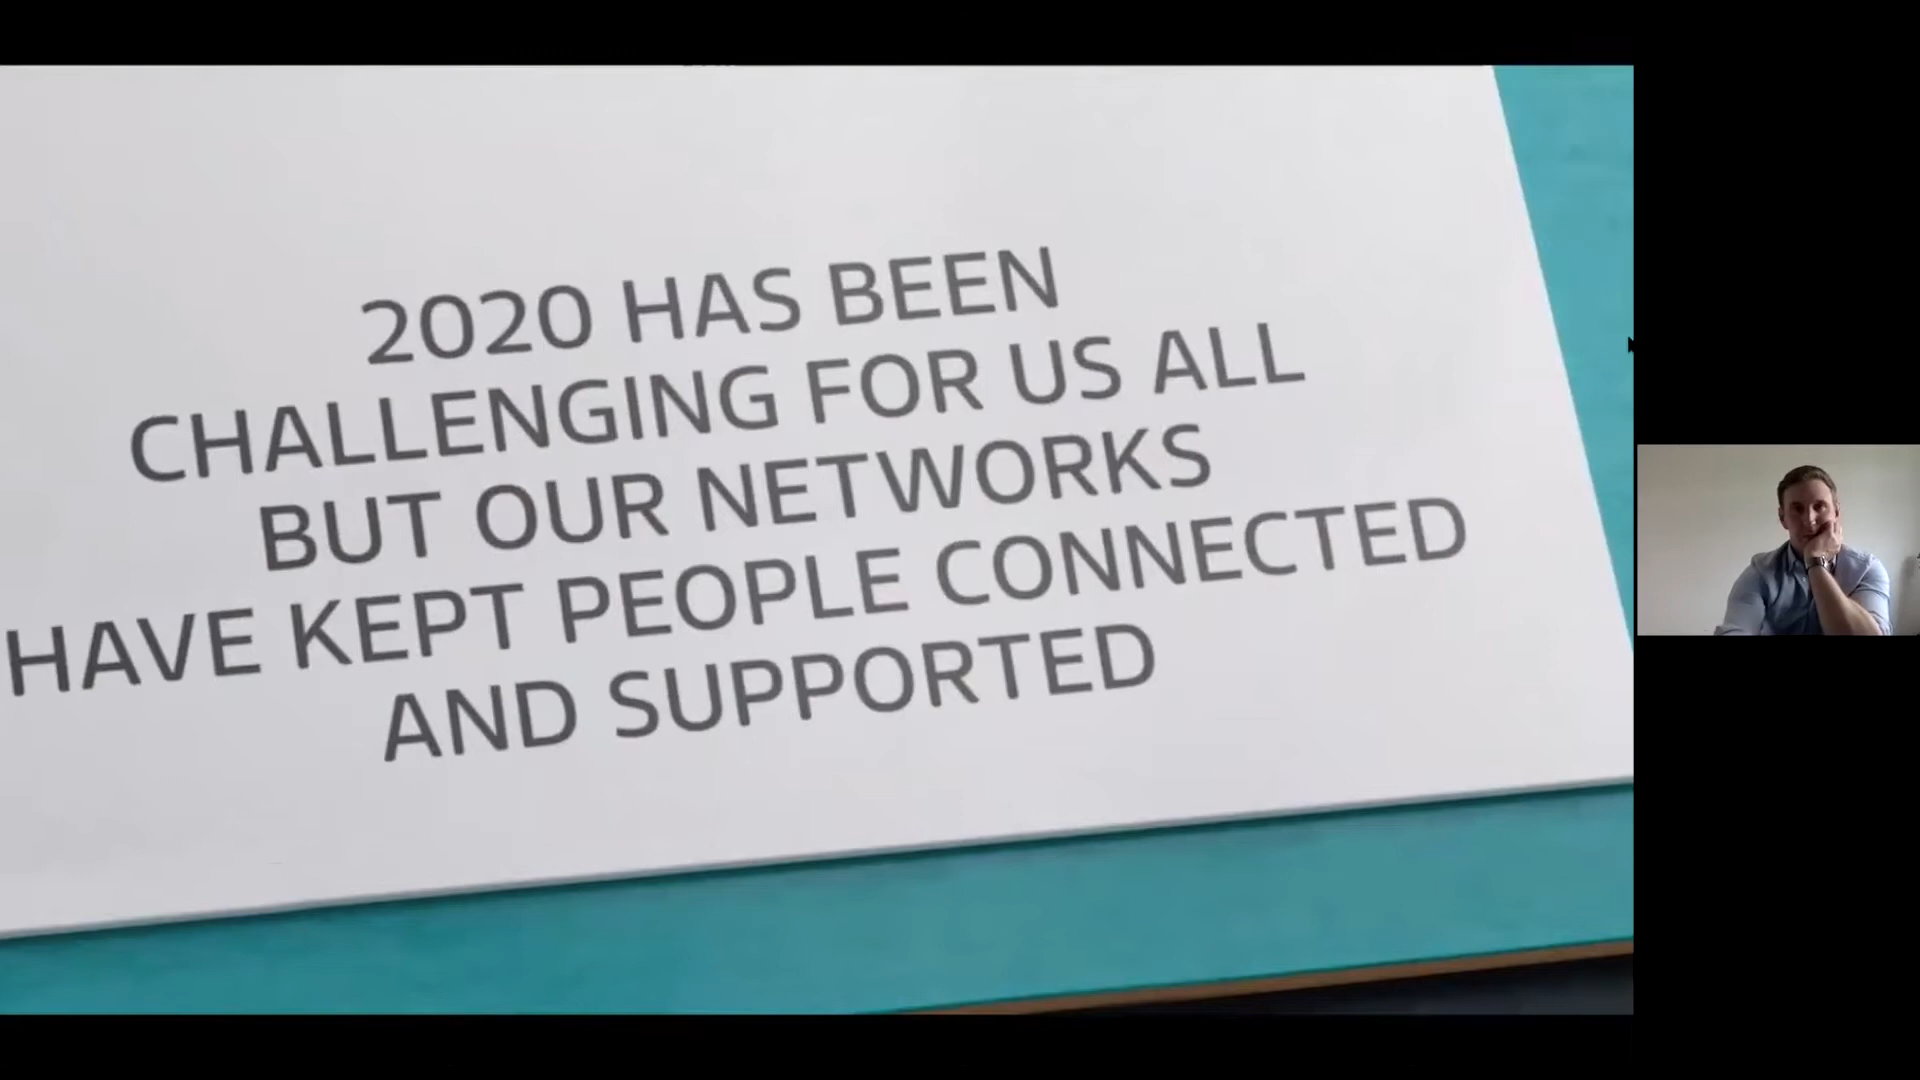 2020 HAS BEEN
CHALLENGING FOR US ALL
BUT OUR NETWORKS
HAVE KEPT PEOPLE CONNECTED
AND SUPPORTED